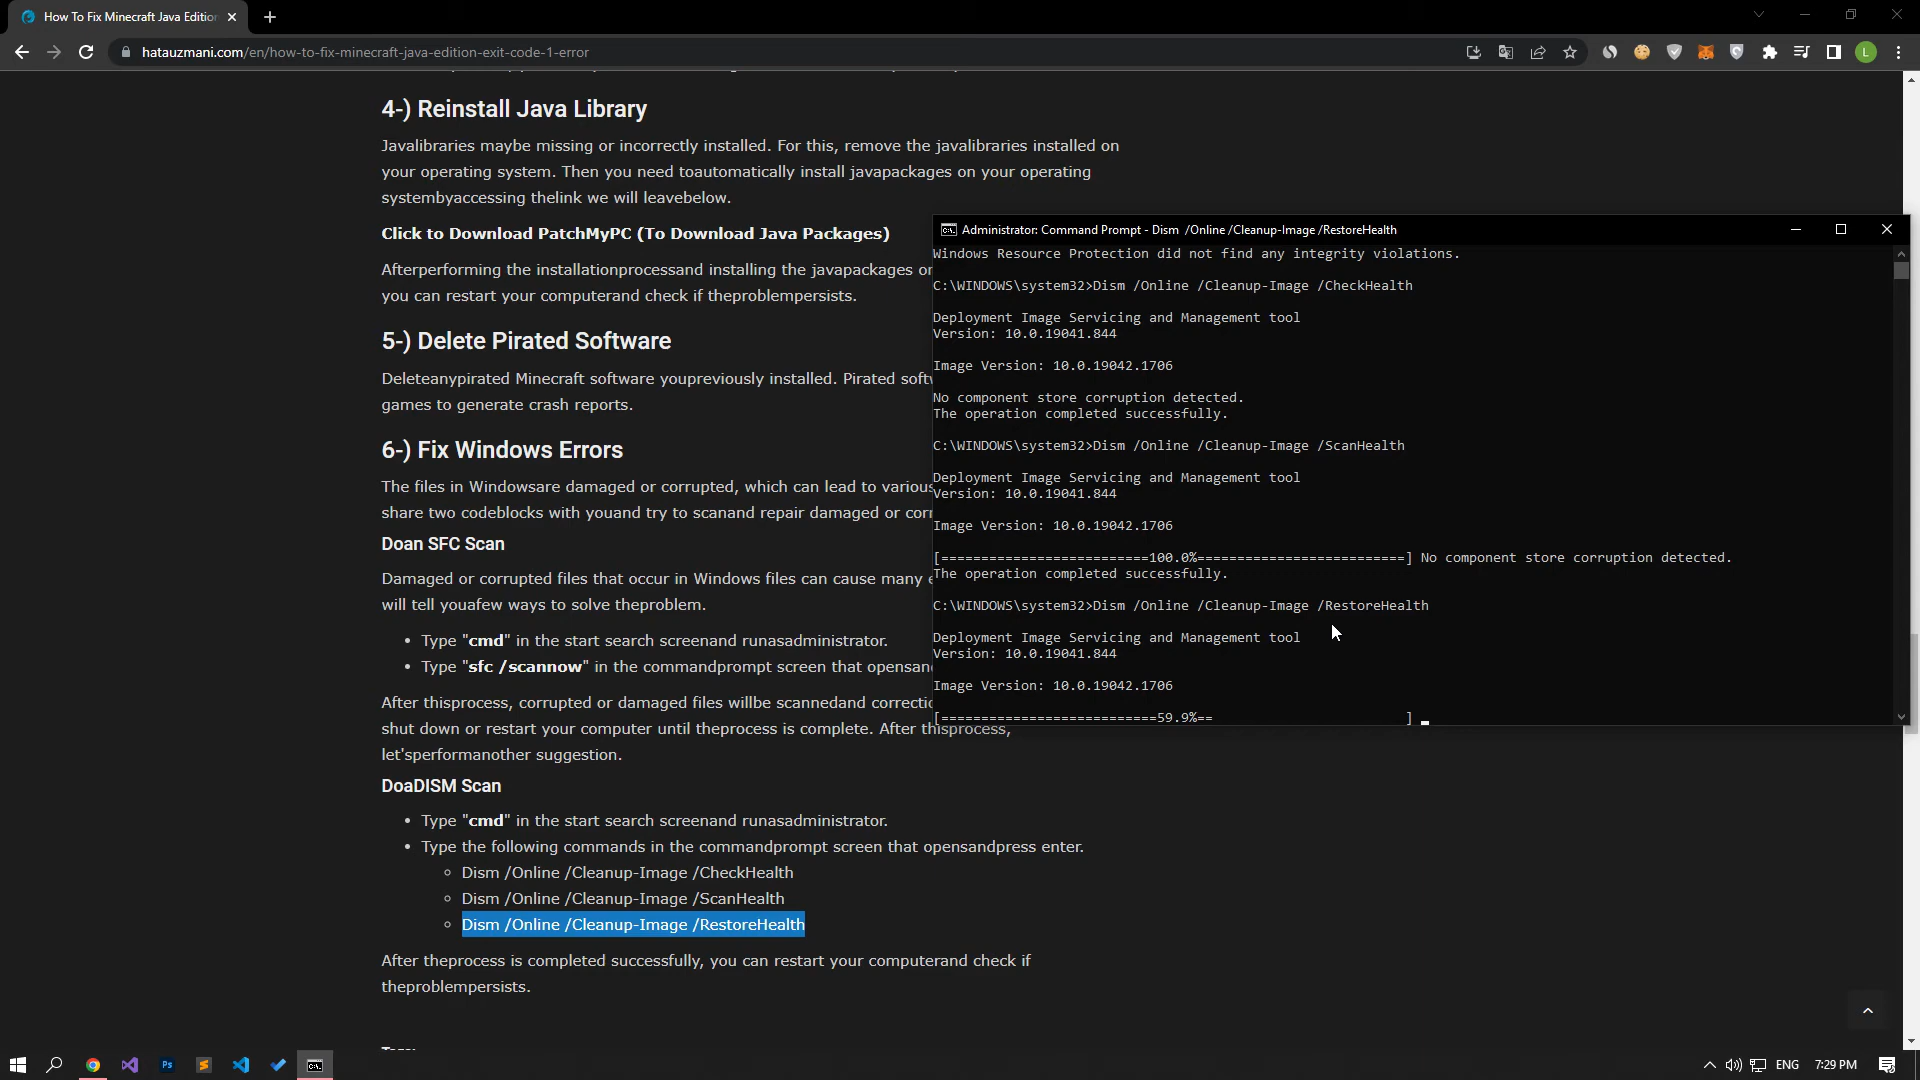 How To Fix Minecraft Java Edition
hatauzmani.com/en/how-to-fix-minecraft-java-edition-exit-code-1-error
L
4-) Reinstall Java Library
Javalibraries maybe missing or incorrectly installed. For this, remove the javalibraries installed on
your operating system. Then you need toautomatically install javapackages on your operating
systembyaccessing thelink we will leavebelow.
Click to Download PatchMyPC (To Download Java Packages)
Afterperforming the installationprocessand installing the javapackages
you can restart your computerand check if theproblempersists.
5-) Delete Pirated Software
Deleteanypirated Minecraft software youpreviously installed. Pirated
games to generate crash reports.
6-) Fix Windows Errors
The files in Windowsare damaged or corrupted, which can lead to various
share two codeblocks with youand try to scanand repair damaged or
Doan SFC Scan
Damaged or corrupted files that occur in Windows files can cause many
will tell youafew ways to solve theproblem.
• Type "cmd" in the start search screenand runasadministrator.
• Type "sfc /scannow" in the commandprompt screen that opensand
After thisprocess, corrupted or damaged files willbe scannedand
shut down or restart your computer until theprocess is complete. After thisprocess,
let'sperformanother suggestion.
DoaDISM Scan
• Type "cmd" in the start search screenand runasadministrator.
• Type the following commands in the commandprompt screen that opensandpress enter.
◦ Dism /Online /Cleanup-Image /CheckHealth
◦ Dism /Online /Cleanup-Image /ScanHealth
◦ Dism /Online /Cleanup-Image /RestoreHealth
After theprocess is completed successfully, you can restart your computerand check if
theproblempersists.
Administrator: Command Prompt - Dism /Online /Cleanup-Image /RestoreHealth
Windows Resource Protection did not find any integrity violations.
C:\WINDOWS\system32>Dism /Online /Cleanup-Image /CheckHealth
Deployment Image Servicing and Management tool
Version: 10.0.19041.844
Image Version: 10.0.19042.1706
No component store corruption detected.
The operation completed successfully.
C:\WINDOWS\system32>Dism /Online /Cleanup-Image /ScanHealth
Deployment Image Servicing and Management tool
Version: 10.0.19041.844
Image Version: 10.0.19042.1706
[===========================100.0%==========================] No component store corruption detected.
The operation completed successfully.
C:\WINDOWS\system32>Dism /Online /Cleanup-Image /RestoreHealth
Deployment Image Servicing and Management tool
Version: 10.0.19041.844
Image Version: 10.0.19042.1706
[===========================59.9%==                         ]
Ps
ENG
7:29 PM